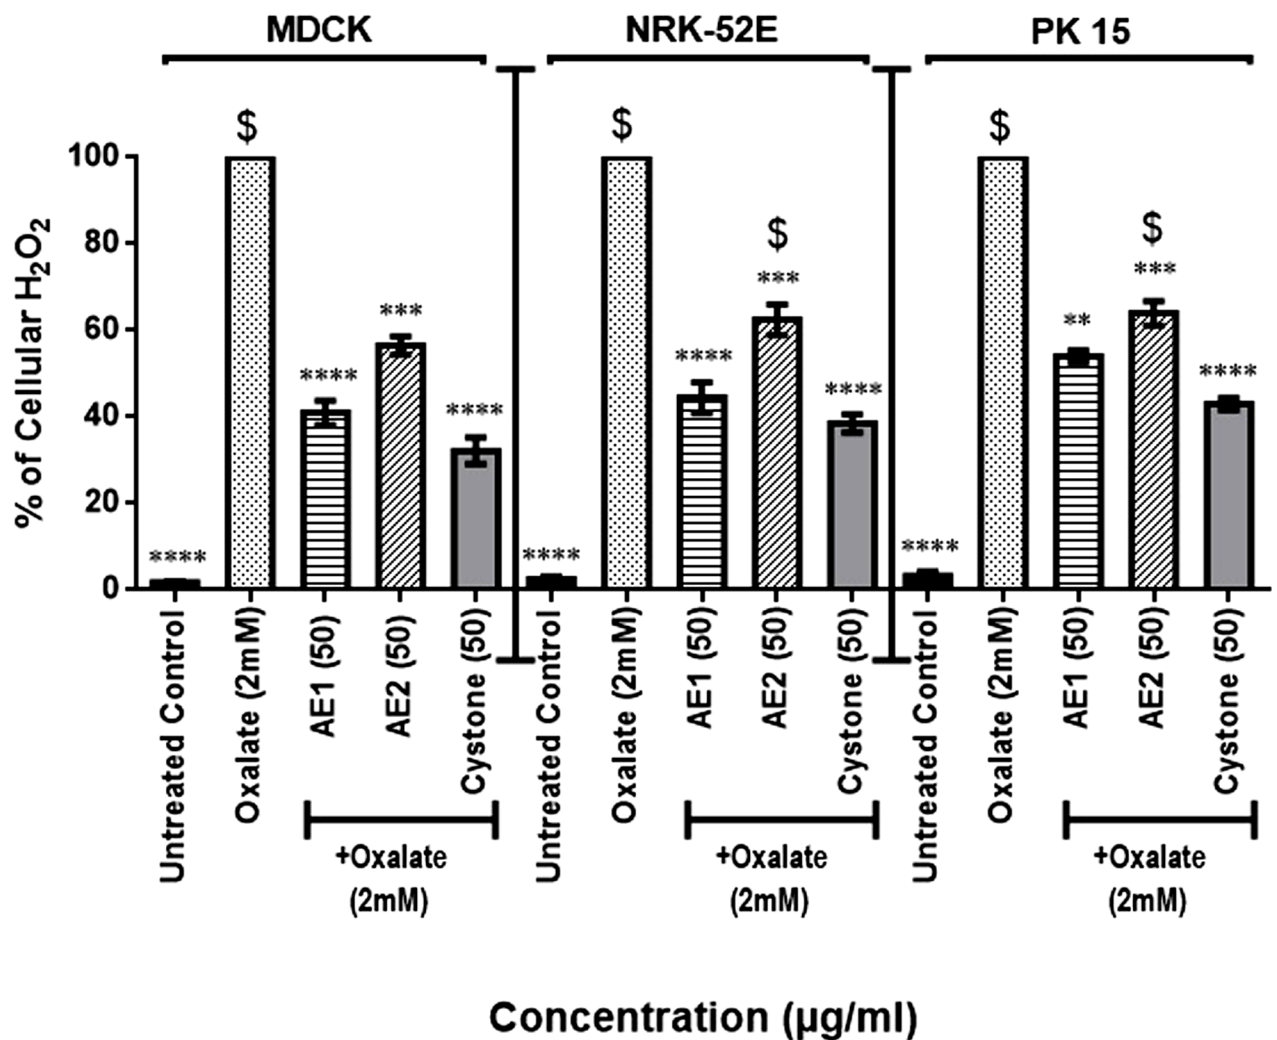 MDCK NRK-52E PK 15
$ $ $
$ $
*** *** ***
**** **** **
**** **** ****
**** **** ****
% of Cellular H₂O₂
100
80
60
40
20
0
Untreated Control
Oxalate (2mM)
AE1 (50)
AE2 (50)
Cystone (50)
Untreated Control
Oxalate (2mM)
AE1 (50)
AE2 (50)
Cystone (50)
Untreated Control
Oxalate (2mM)
AE1 (50)
AE2 (50)
Cystone (50)
+Oxalate
(2mM)
+Oxalate
(2mM)
+Oxalate
(2mM)
Concentration (µg/ml)